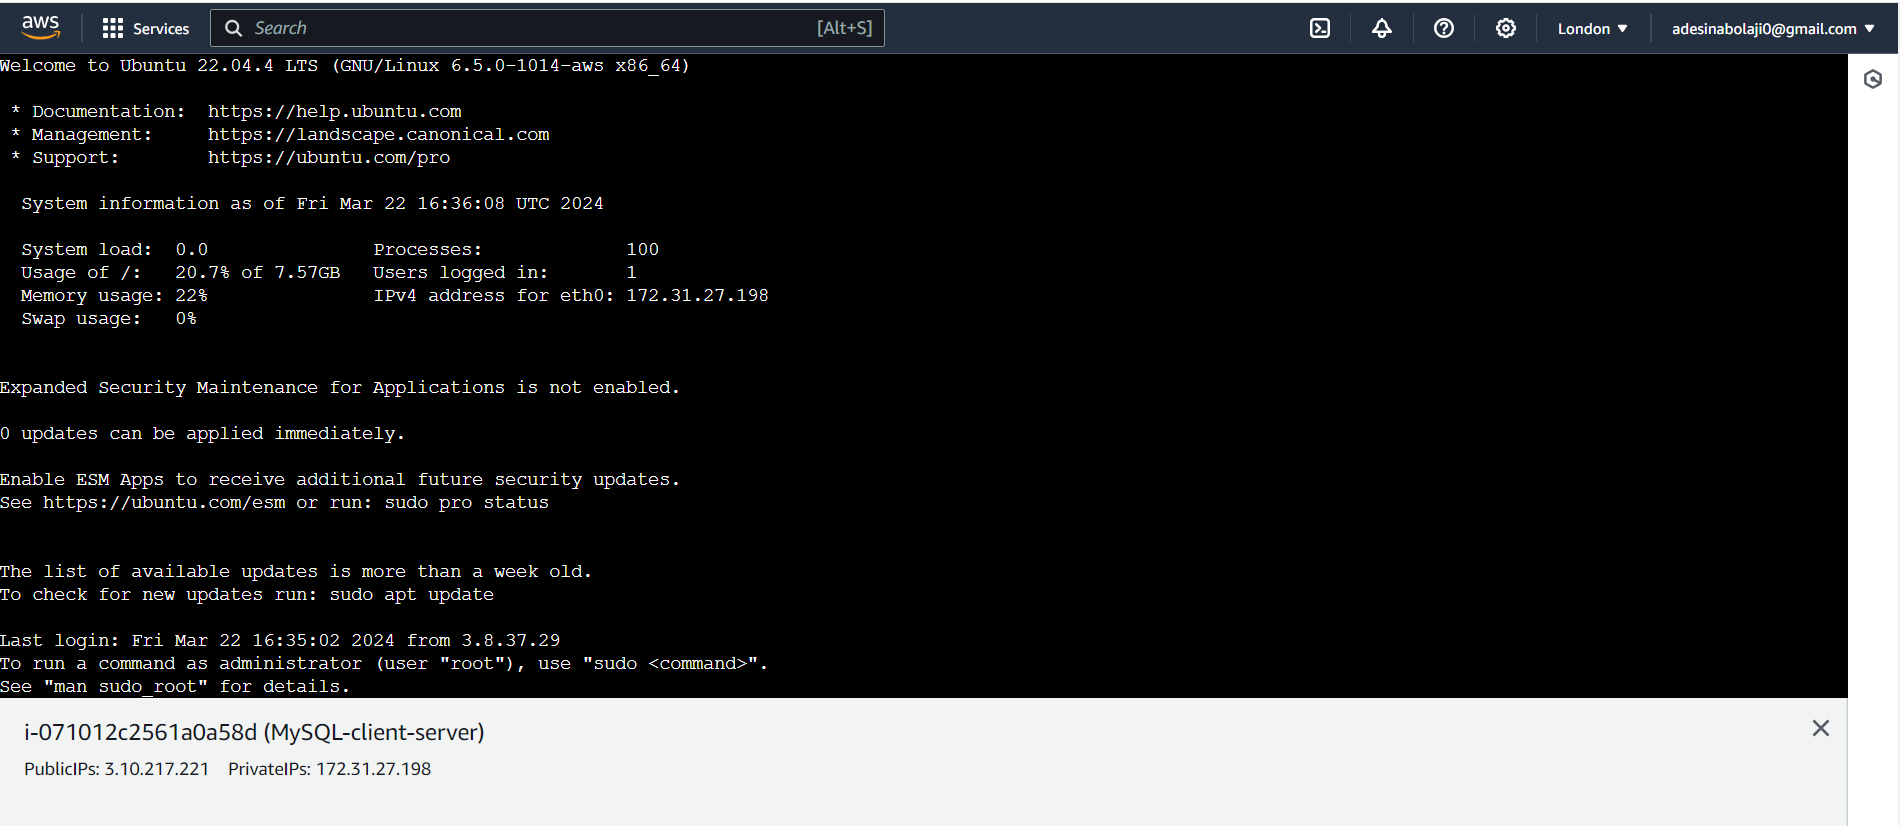 aws Services Search [Alt+S] London adesinabolaji0@gmail.com
Welcome to Ubuntu 22.04.4 LTS (GNU/Linux 6.5.0-1014-aws x86_64)
* Documentation: https://help.ubuntu.com
* Management: https://landscape.canonical.com
* Support: https://ubuntu.com/pro
System information as of Fri Mar 22 16:36:08 UTC 2024
System load: 0.0 Processes: 100
Usage of /: 20.7% of 7.57GB Users logged in: 1
Memory usage: 22% IPv4 address for eth0: 172.31.27.198
Swap usage: 0%
Expanded Security Maintenance for Applications is not enabled.
0 updates can be applied immediately.
Enable ESM Apps to receive additional future security updates.
See https://ubuntu.com/esm or run: sudo pro status
The list of available updates is more than a week old.
To check for new updates run: sudo apt update
Last login: Fri Mar 22 16:35:02 2024 from 3.8.37.29
To run a command as administrator (user "root"), use "sudo <command>".
See "man sudo_root" for details.
i-071012c2561a0a58d (MySQL-client-server)
PublicIPs: 3.10.217.221 PrivateIPs: 172.31.27.198